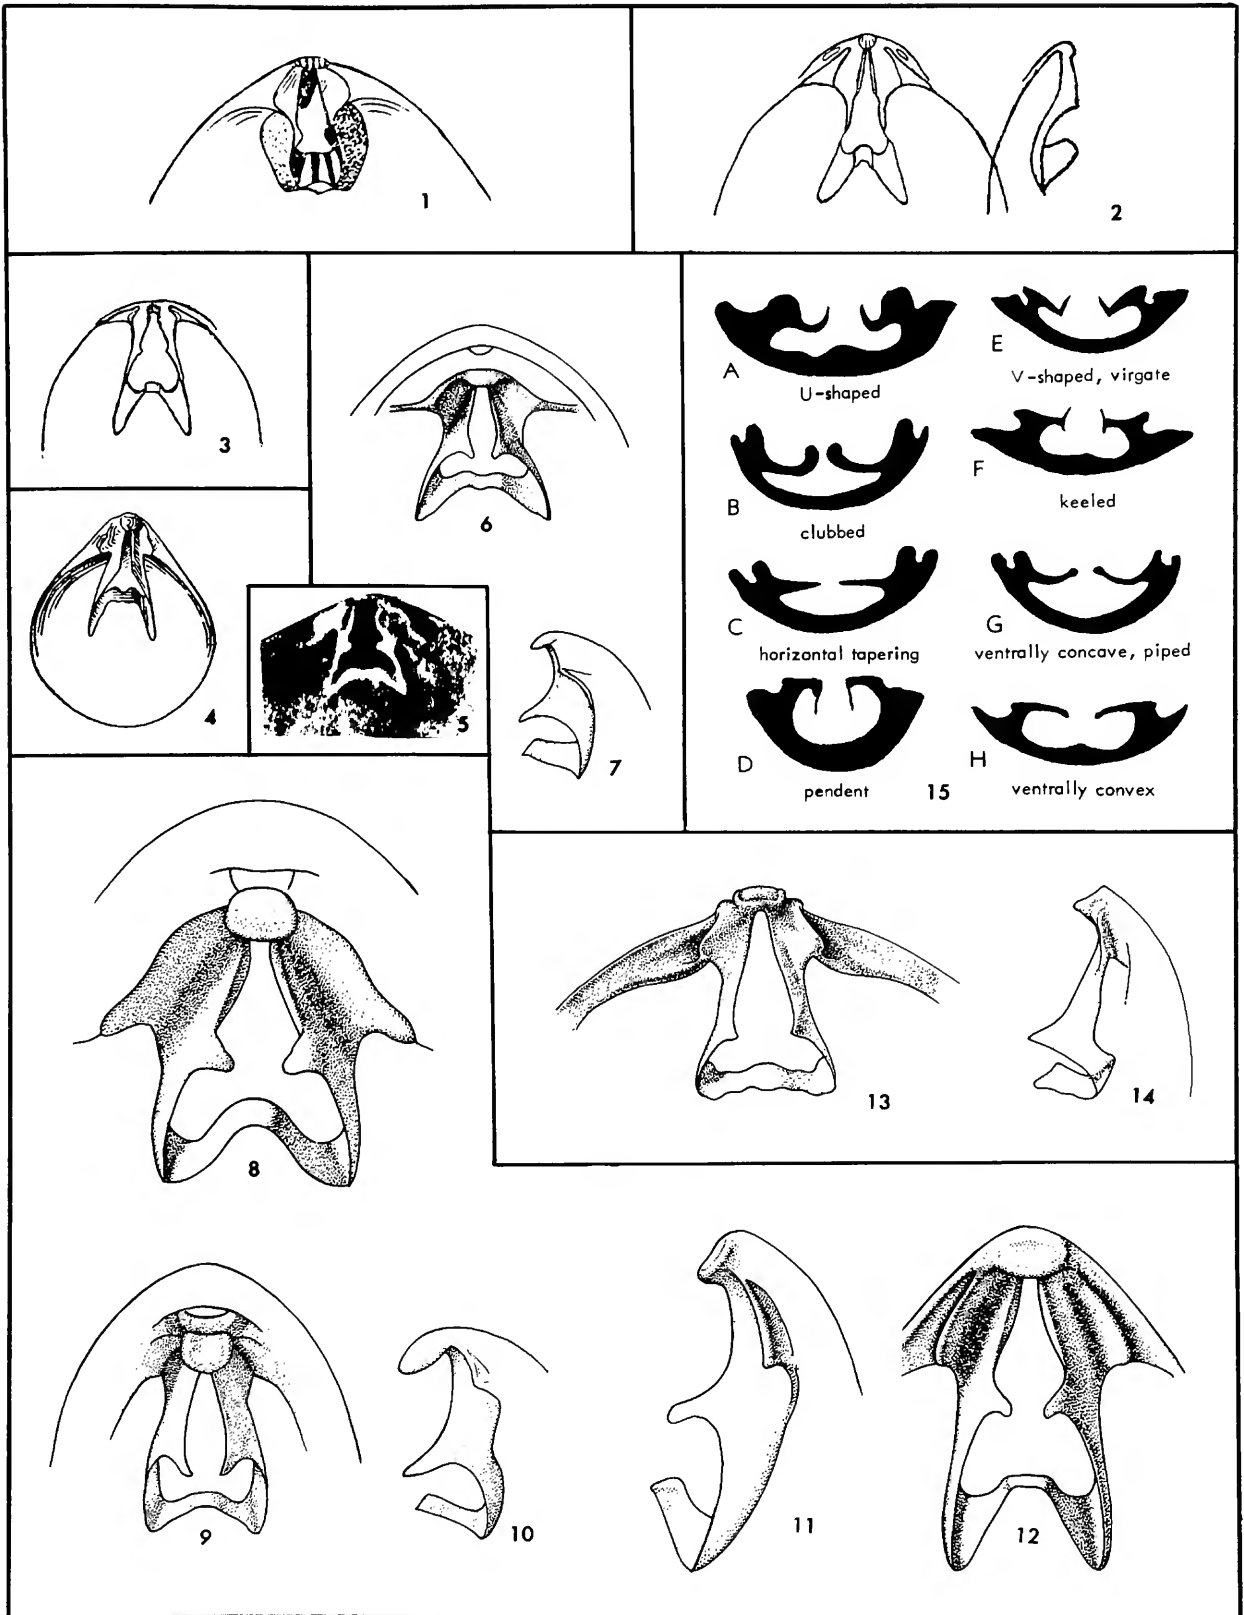 1
2
3
4
5
6
7
A
U-shaped
B
clubbed
C
horizontal tapering
D
pendent
E
V-shaped, virgate
F
keeled
G
ventrally concave, piped
H
ventrally convex
15
8
13
14
9
10
11
12